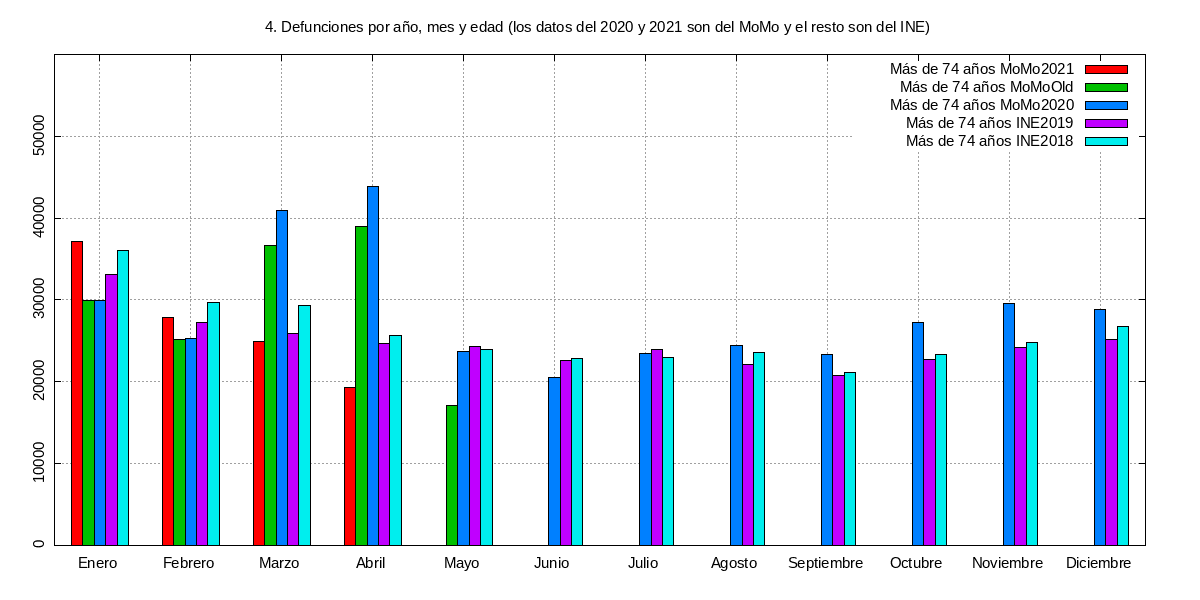 4. Defunciones por año, mes y edad (los datos del 2020 y 2021 son del MoMo y el resto son del INE)
Más de 74 años MoMo2021
Más de 74 años MoMoOld
Más de 74 años MoMo2020
Más de 74 años INE2019
Más de 74 años INE2018
50000
40000
30000
20000
10000
0
Enero Febrero Marzo Abril Mayo Junio Julio Agosto Septiembre Octubre Noviembre Diciembre